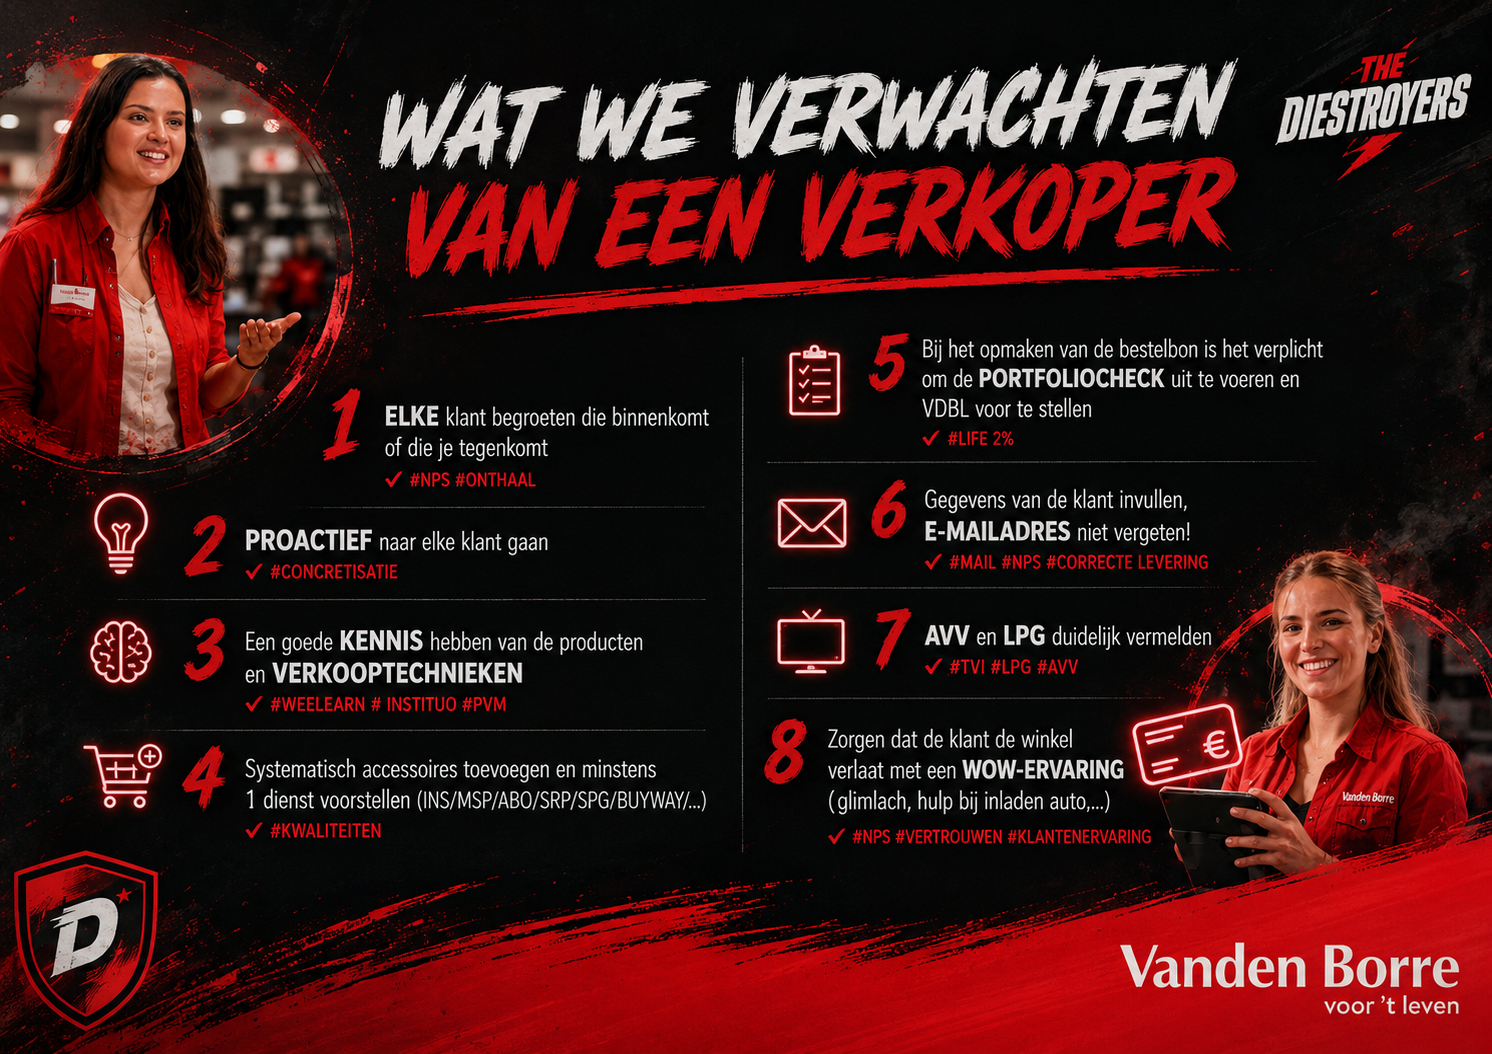 WAT WE VERWACHTEN
VAN EEN VERKOPER
THE
DIESTROYERS
1
ELKE klant begroeten die binnenkomt
of die je tegenkomt
✓ #NPS #ONTHAAL
2
PROACTIEF naar elke klant gaan
✓ #CONCRETISATIE
3
Een goede KENNIS hebben van de producten
en VERKOOPTECHNIEKEN
✓ #WEELEARN # INSTITUO #PVM
4
Systematisch accessoires toevoegen en minstens
1 dienst voorstellen (INS/MSP/ABO/SRP/SPG/BUYWAY/...)
✓ #KWALITEITEN
5
Bij het opmaken van de bestelbon is het verplicht
om de PORTFOLIOCHECK uit te voeren en
VDBL voor te stellen
✓ #LIFE 2%
6
Gegevens van de klant invullen,
E-MAILADRES niet vergeten!
✓ #MAIL #NPS #CORRECTE LEVERING
7
AVV en LPG duidelijk vermelden
✓ #TVI #LPG #AVV
8
Zorgen dat de klant de winkel
verlaat met een WOW-ERVARING
(glimlach, hulp bij inladen auto,...)
✓ #NPS #VERTROUWEN #KLANTENERVARING
€
Vanden Borre
D
Vanden Borre
voor 't leven